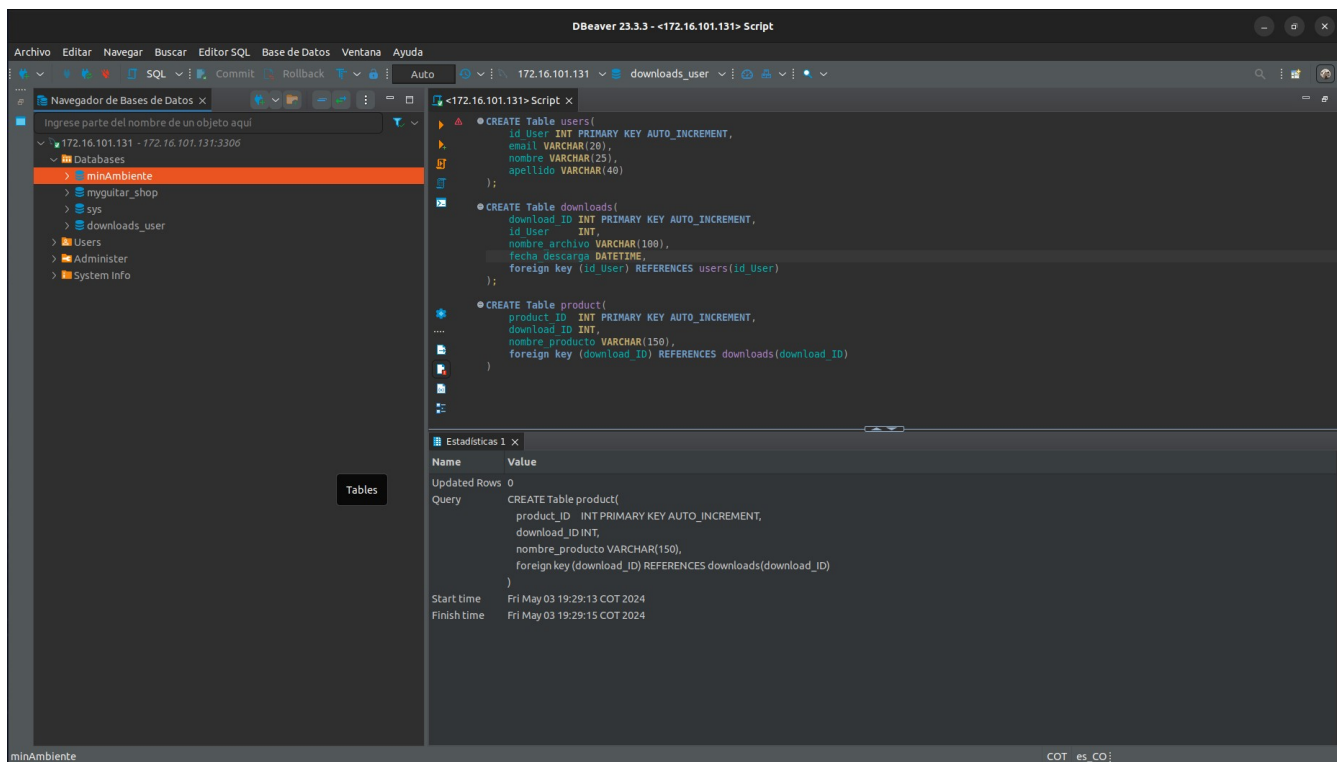 DBeaver 23.3.3 - <172.16.101.131> Script
Archivo Editar Navegar Buscar Editor SQL Base de Datos Ventana Ayuda
SQL Commit Rollback Auto 172.16.101.131 downloads_user
Navegador de Bases de Datos
Ingrese parte del nombre de un objeto aquí
172.16.101.131 - 172.16.101.131:3306
Databases
minAmbiente
myguitar_shop
sys
downloads_user
Users
Administer
System Info
Tables
<172.16.101.131> Script
CREATE Table users(
id_User INT PRIMARY KEY AUTO_INCREMENT,
email VARCHAR(20),
nombre VARCHAR(25),
apellido VARCHAR(40)
);
CREATE Table downloads(
download_ID INT PRIMARY KEY AUTO_INCREMENT,
id_User INT,
nombre_archivo VARCHAR(100),
fecha_descarga DATETIME,
foreign key (id_User) REFERENCES users(id_User)
);
CREATE Table product(
product_ID INT PRIMARY KEY AUTO_INCREMENT,
download_ID INT,
nombre_producto VARCHAR(150),
foreign key (download_ID) REFERENCES downloads(download_ID)
)
Estadísticas 1
Name Value
Updated Rows 0
Query CREATE Table product(
product_ID INT PRIMARY KEY AUTO_INCREMENT,
download_ID INT,
nombre_producto VARCHAR(150),
foreign key (download_ID) REFERENCES downloads(download_ID)
)
Start time Fri May 03 19:29:13 COT 2024
Finish time Fri May 03 19:29:15 COT 2024
minAmbiente COT es_CO